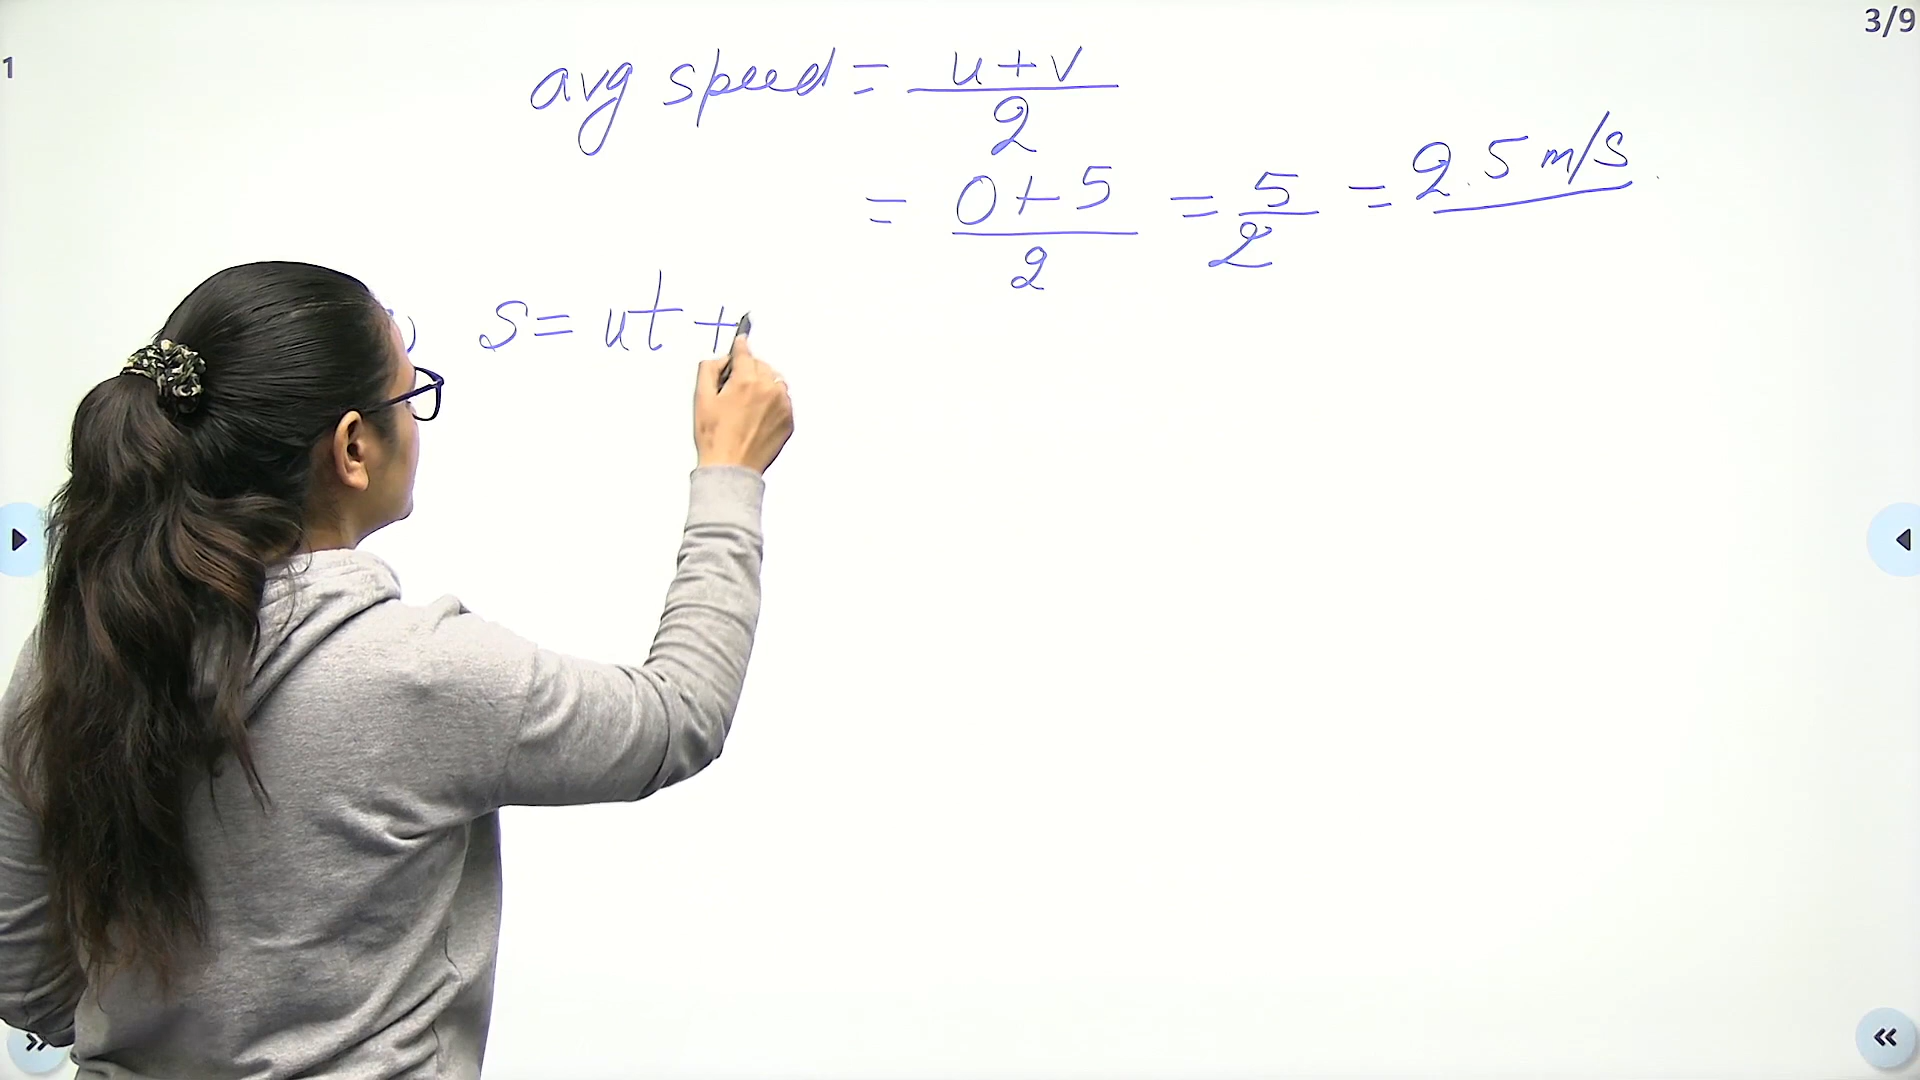 3/9
1
avg speed = u+v/2
= 0+5/2 = 5/2 = 2.5 m/s
) s = ut +